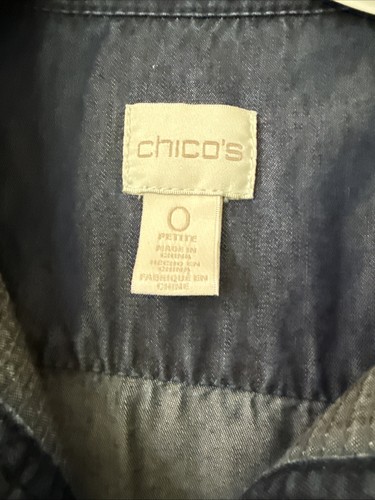 chico's
0
PETITE
MADE IN
CHINA
HECHO EN
CHINA
FABRIQUÉ EN
CHINE